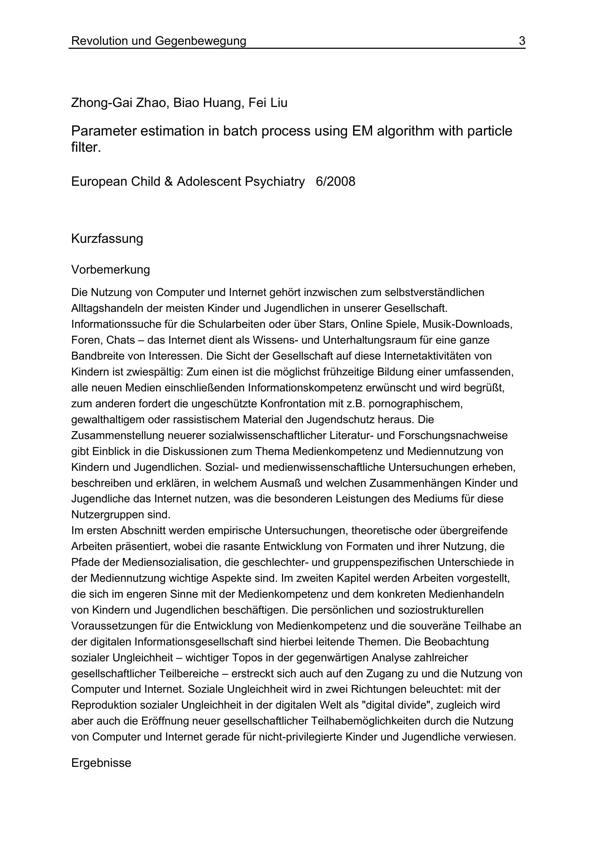 Revolution und Gegenbewegung 3
Zhong-Gai Zhao, Biao Huang, Fei Liu
Parameter estimation in batch process using EM algorithm with particle
filter.
European Child & Adolescent Psychiatry 6/2008
Kurzfassung
Vorbemerkung
Die Nutzung von Computer und Internet gehört inzwischen zum selbstverständlichen
Alltagshandeln der meisten Kinder und Jugendlichen in unserer Gesellschaft.
Informationssuche für die Schularbeiten oder über Stars, Online Spiele, Musik-Downloads,
Foren, Chats – das Internet dient als Wissens- und Unterhaltungsraum für eine ganze
Bandbreite von Interessen. Die Sicht der Gesellschaft auf diese Internetaktivitäten von
Kindern ist zwiespältig: Zum einen ist die möglichst frühzeitige Bildung einer umfassenden,
alle neuen Medien einschließenden Informationskompetenz erwünscht und wird begrüßt,
zum anderen fordert die ungeschützte Konfrontation mit z.B. pornographischem,
gewalthaltigem oder rassistischem Material den Jugendschutz heraus. Die
Zusammenstellung neuerer sozialwissenschaftlicher Literatur- und Forschungsnachweise
gibt Einblick in die Diskussionen zum Thema Medienkompetenz und Mediennutzung von
Kindern und Jugendlichen. Sozial- und medienwissenschaftliche Untersuchungen erheben,
beschreiben und erklären, in welchem Ausmaß und welchen Zusammenhängen Kinder und
Jugendliche das Internet nutzen, was die besonderen Leistungen des Mediums für diese
Nutzergruppen sind.
Im ersten Abschnitt werden empirische Untersuchungen, theoretische oder übergreifende
Arbeiten präsentiert, wobei die rasante Entwicklung von Formaten und ihrer Nutzung, die
Pfade der Mediensozialisation, die geschlechter- und gruppenspezifischen Unterschiede in
der Mediennutzung wichtige Aspekte sind. Im zweiten Kapitel werden Arbeiten vorgestellt,
die sich im engeren Sinne mit der Medienkompetenz und dem konkreten Medienhandeln
von Kindern und Jugendlichen beschäftigen. Die persönlichen und soziostrukturellen
Voraussetzungen für die Entwicklung von Medienkompetenz und die souveräne Teilhabe an
der digitalen Informationsgesellschaft sind hierbei leitende Themen. Die Beobachtung
sozialer Ungleichheit – wichtiger Topos in der gegenwärtigen Analyse zahlreicher
gesellschaftlicher Teilbereiche – erstreckt sich auch auf den Zugang zu und die Nutzung von
Computer und Internet. Soziale Ungleichheit wird in zwei Richtungen beleuchtet: mit der
Reproduktion sozialer Ungleichheit in der digitalen Welt als "digital divide", zugleich wird
aber auch die Eröffnung neuer gesellschaftlicher Teilhabemöglichkeiten durch die Nutzung
von Computer und Internet gerade für nicht-privilegierte Kinder und Jugendliche verwiesen.
Ergebnisse